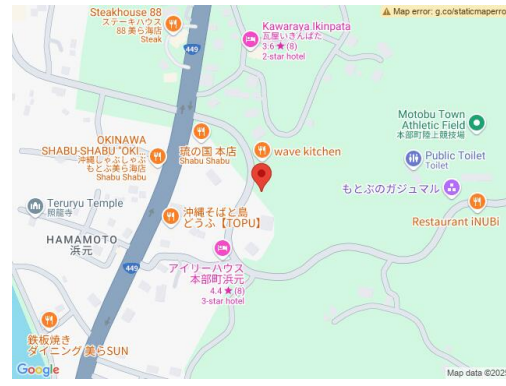 Map error: g.co/staticmaperro
Steakhouse 88
ステーキハウス
88 美ら海店
Steak
449
Kawaraya Ikinpata
瓦屋いきんぱた
3.6★(8)
2-star hotel
Motobu Town
Athletic Field
本部町陸上競技場
OKINAWA
SHABU-SHABU "OKI...
沖縄しゃぶしゃぶ
もとぶ美ら海店
Shabu Shabu
琉の国 本店
Shabu Shabu
wave kitchen
Public Toilet
Toilet
もとぶのガジュマル
Restaurant iNUBi
Teruryu Temple
照龍寺
沖縄そばと島
どうふ【TOPU】
HAMAMOTO
浜元
449
アイリーハウス
本部町浜元
4.4★(8)
3-star hotel
鉄板焼き
ダイニング 美らSUN
Google
Map data ©2025